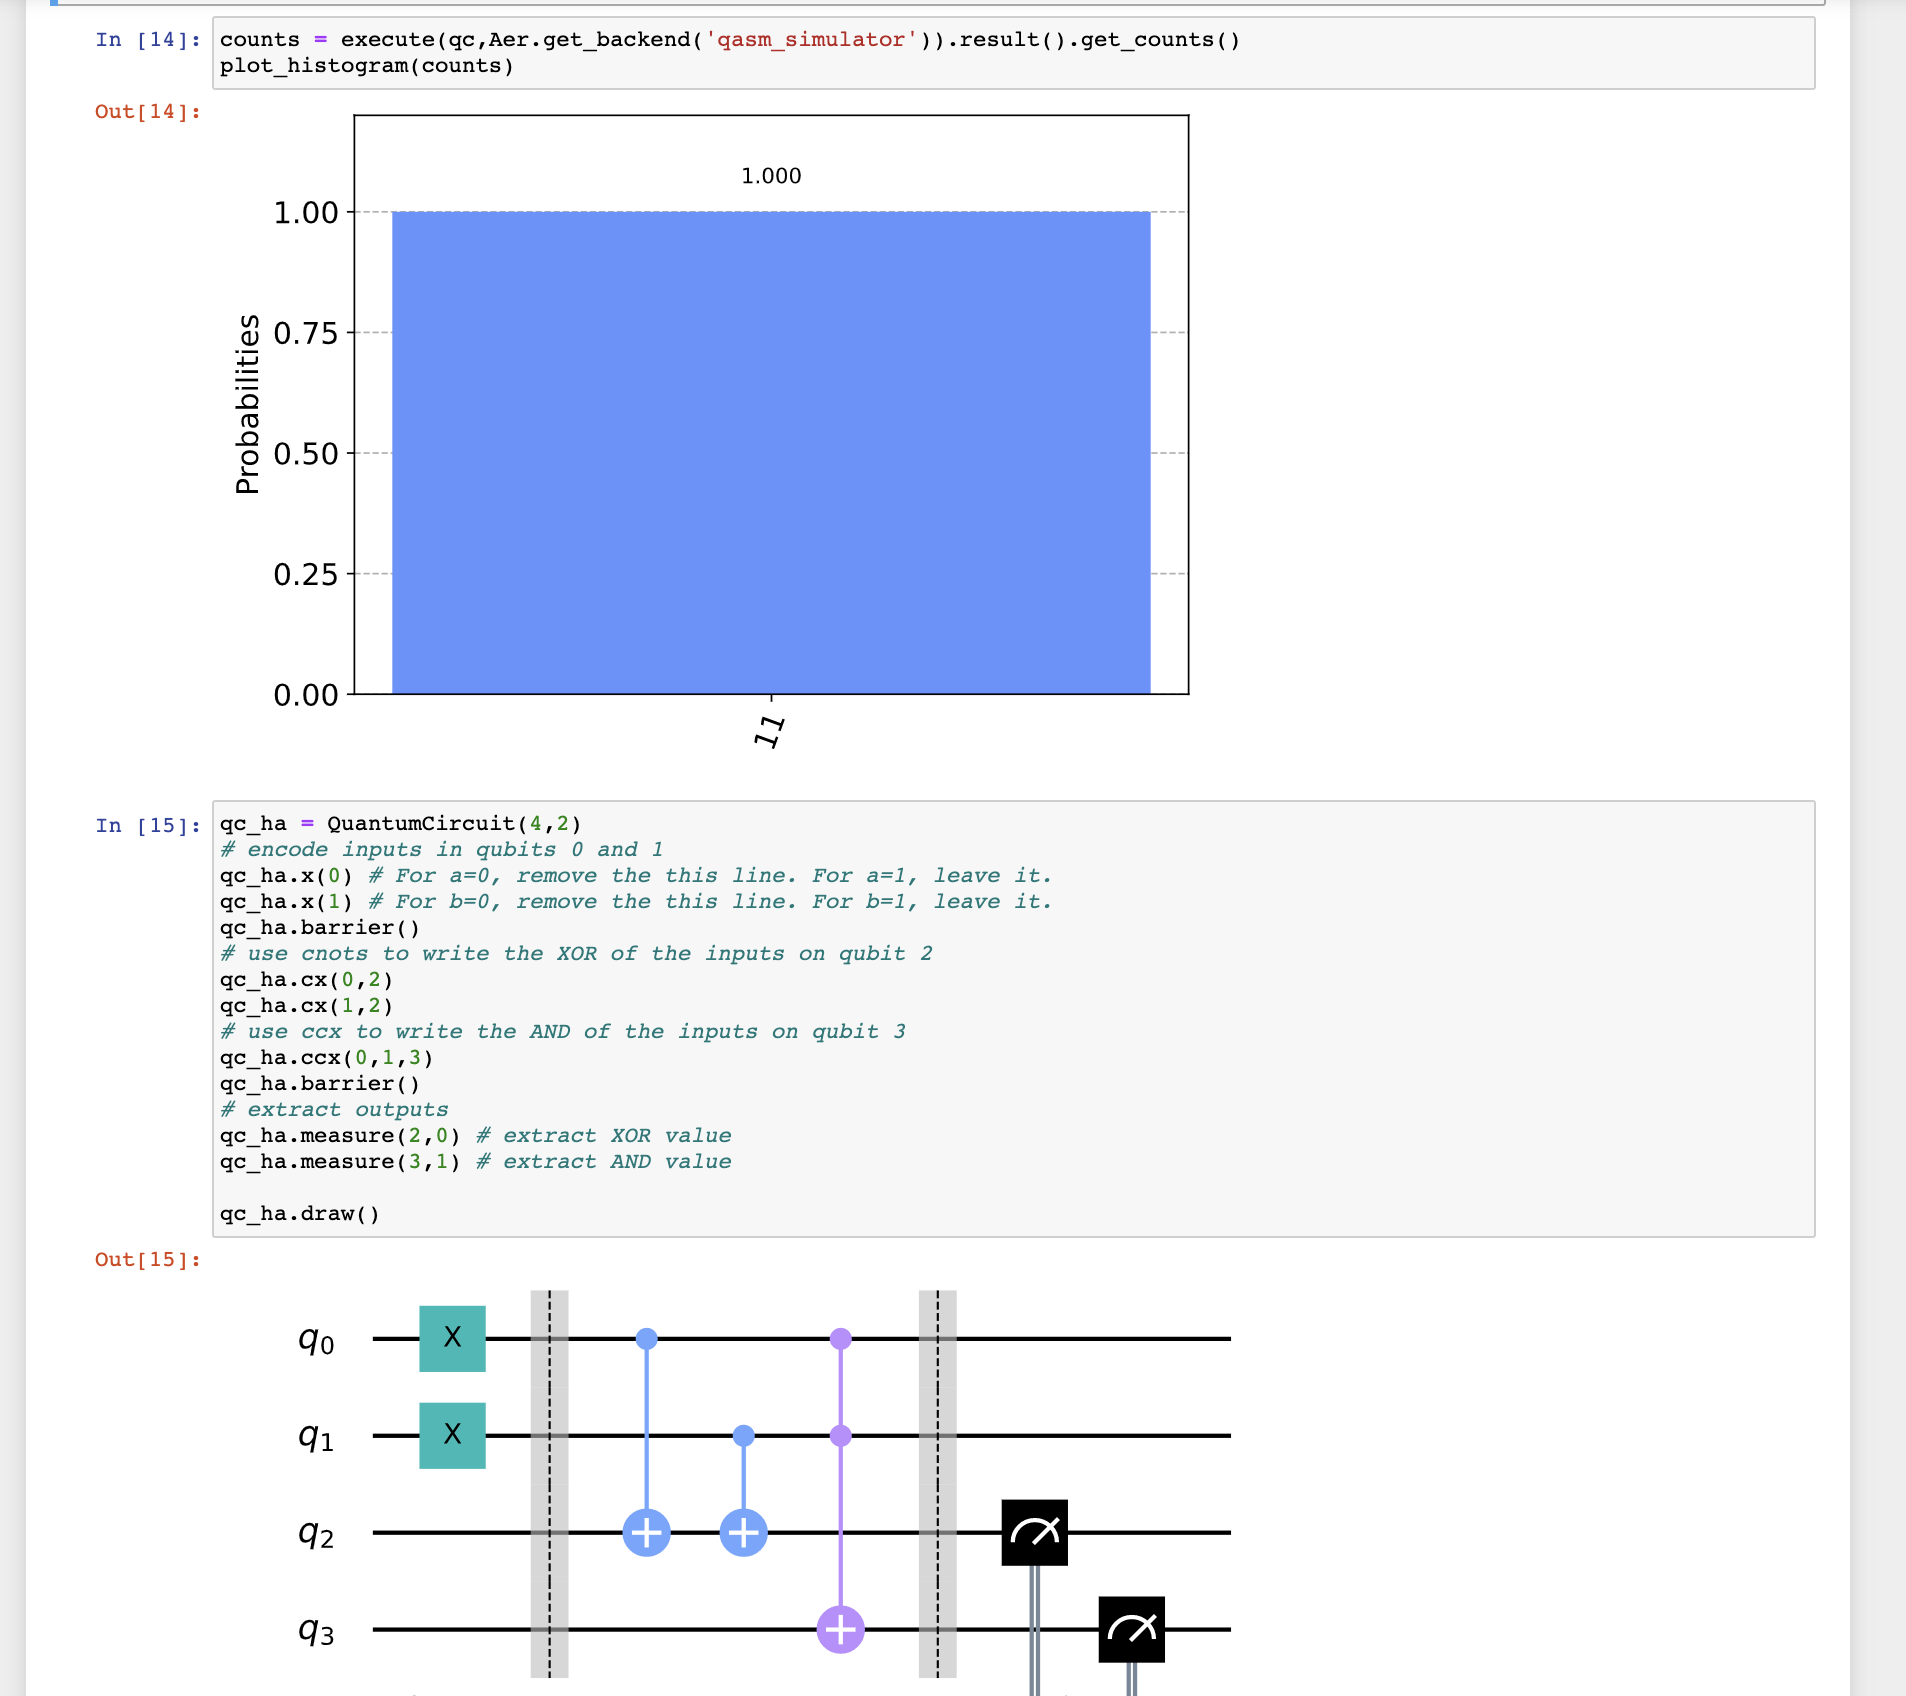 In [14]:
counts = execute(qc,Aer.get_backend('qasm_simulator')).result().get_counts()
plot_histogram(counts)
Out[14]:
1.000
1.00
0.75
0.50
0.25
0.00
Probabilities
11
In [15]:
qc_ha = QuantumCircuit(4,2)
# encode inputs in qubits 0 and 1
qc_ha.x(0) # For a=0, remove the this line. For a=1, leave it.
qc_ha.x(1) # For b=0, remove the this line. For b=1, leave it.
qc_ha.barrier()
# use cnots to write the XOR of the inputs on qubit 2
qc_ha.cx(0,2)
qc_ha.cx(1,2)
# use ccx to write the AND of the inputs on qubit 3
qc_ha.ccx(0,1,3)
qc_ha.barrier()
# extract outputs
qc_ha.measure(2,0) # extract XOR value
qc_ha.measure(3,1) # extract AND value
qc_ha.draw()
Out[15]:
q0 X
q1 X
q2
q3